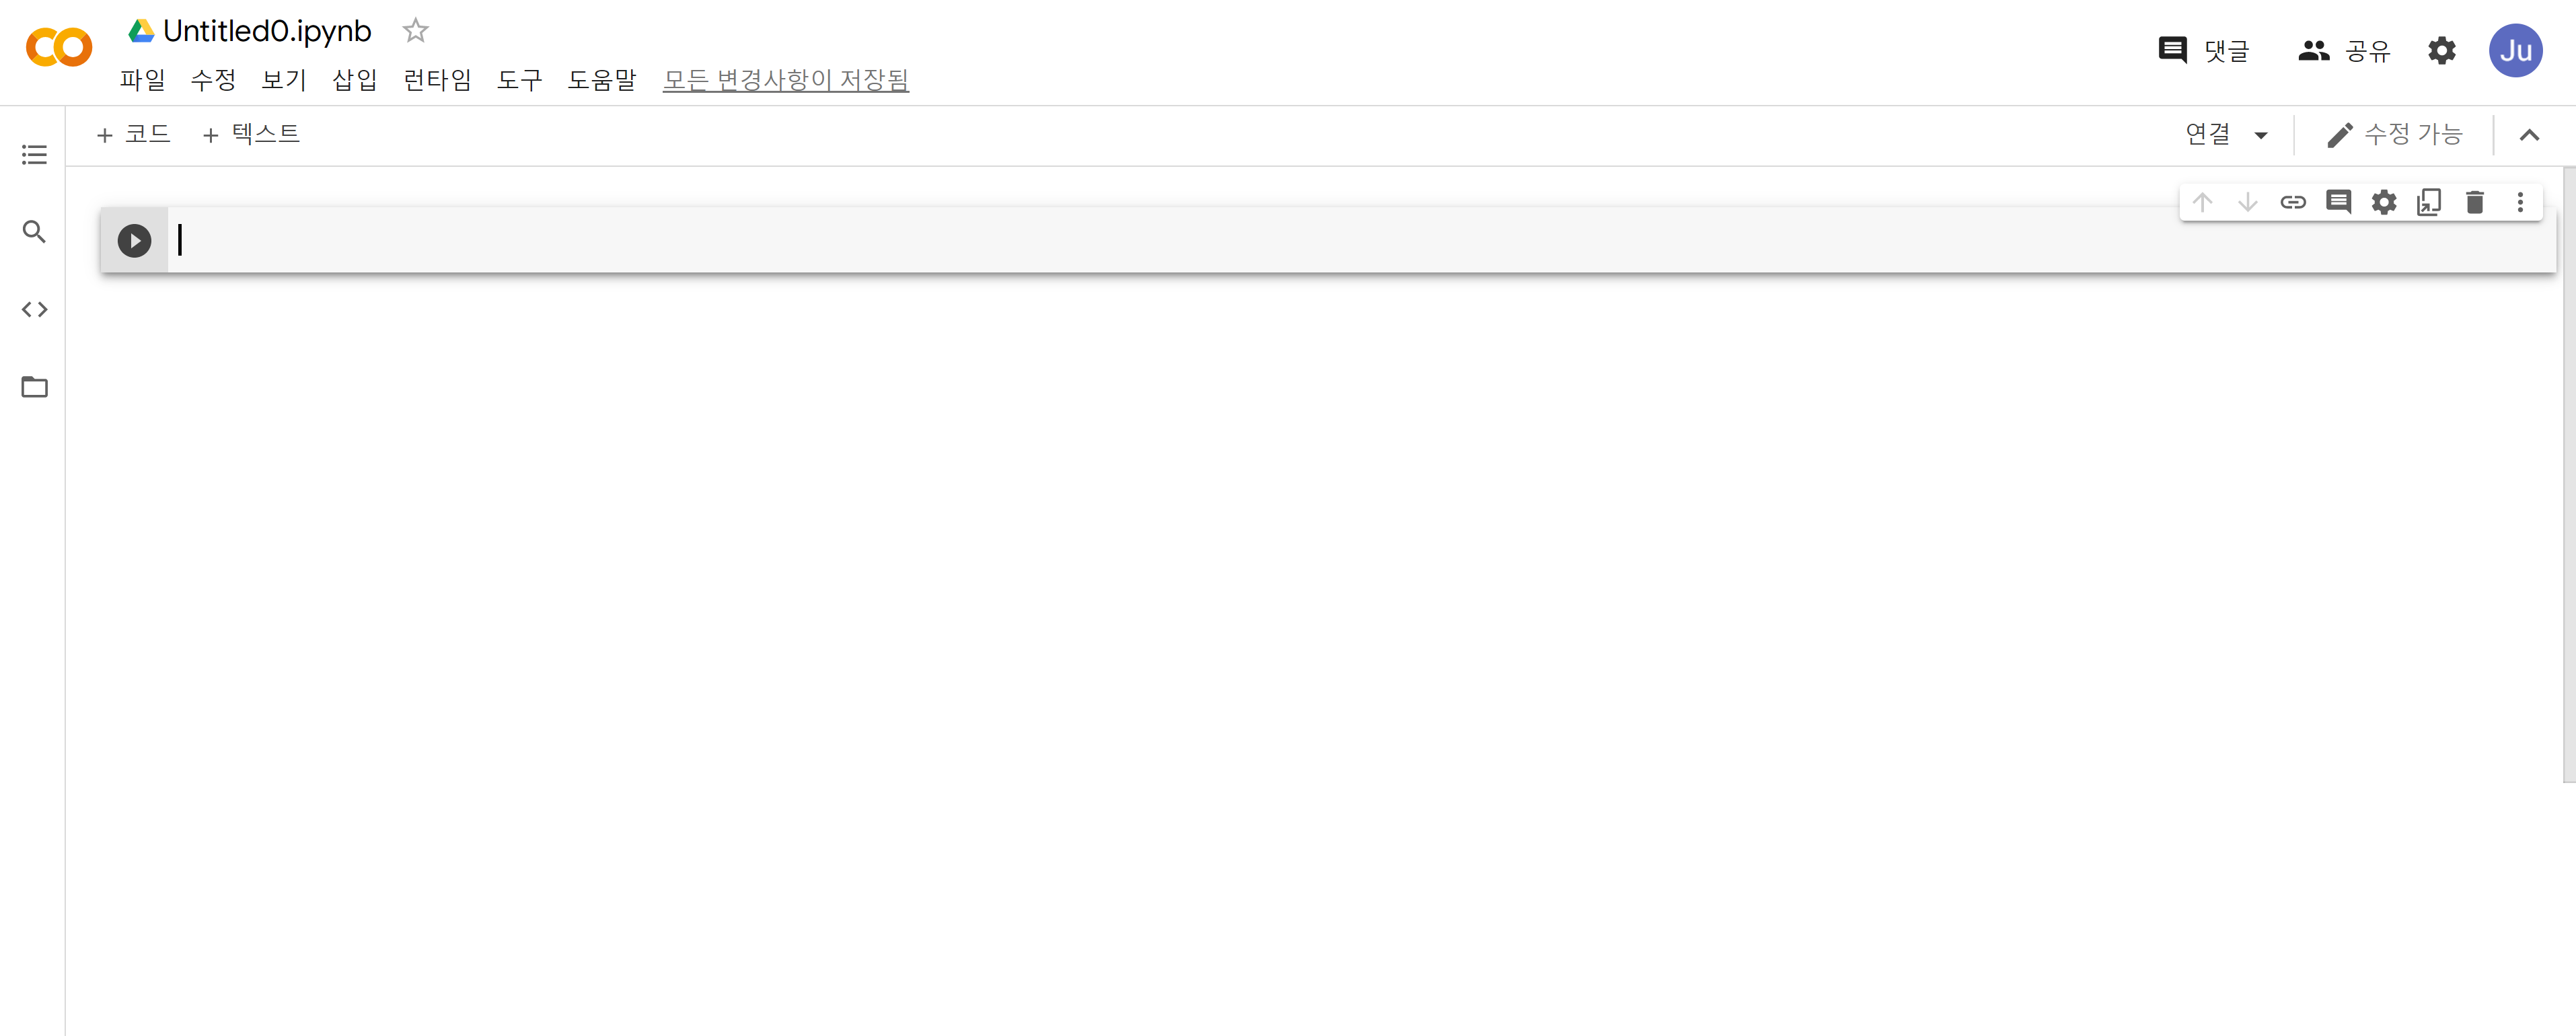 Untitled0.ipynb
파일 수정 보기 삽입 런타임 도구 도움말 모든 변경사항이 저장됨
댓글 공유 Ju
+ 코드 + 텍스트
연결 수정 가능